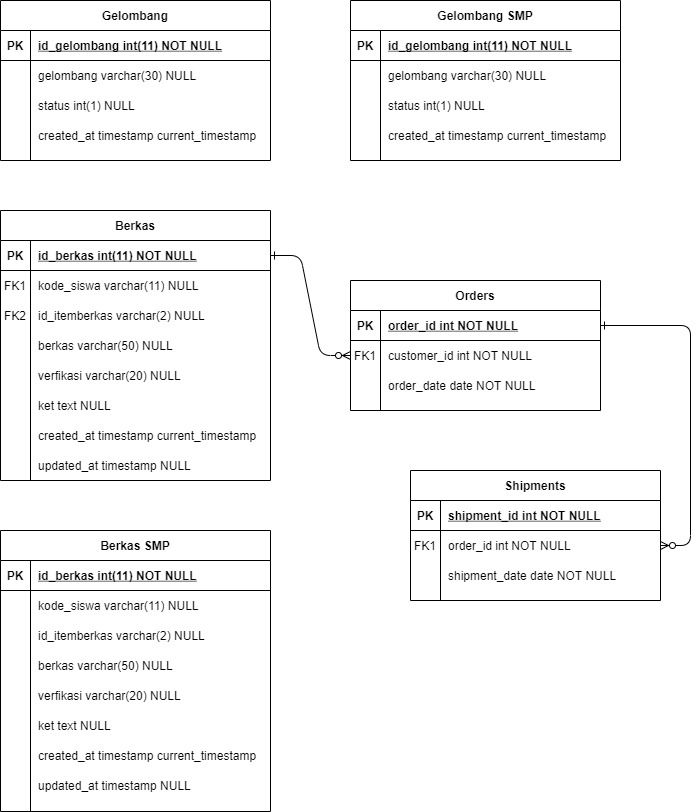 Gelombang
PK id_gelombang int(11) NOT NULL
gelombang varchar(30) NULL
status int(1) NULL
created_at timestamp current_timestamp
Gelombang SMP
PK id_gelombang int(11) NOT NULL
gelombang varchar(30) NULL
status int(1) NULL
created_at timestamp current_timestamp
Berkas
PK id_berkas int(11) NOT NULL
FK1 kode_siswa varchar(11) NULL
FK2 id_itemberkas varchar(2) NULL
berkas varchar(50) NULL
verfikasi varchar(20) NULL
ket text NULL
created_at timestamp current_timestamp
updated_at timestamp NULL
Orders
PK order_id int NOT NULL
FK1 customer_id int NOT NULL
order_date date NOT NULL
Shipments
PK shipment_id int NOT NULL
FK1 order_id int NOT NULL
shipment_date date NOT NULL
Berkas SMP
PK id_berkas int(11) NOT NULL
kode_siswa varchar(11) NULL
id_itemberkas varchar(2) NULL
berkas varchar(50) NULL
verfikasi varchar(20) NULL
ket text NULL
created_at timestamp current_timestamp
updated_at timestamp NULL